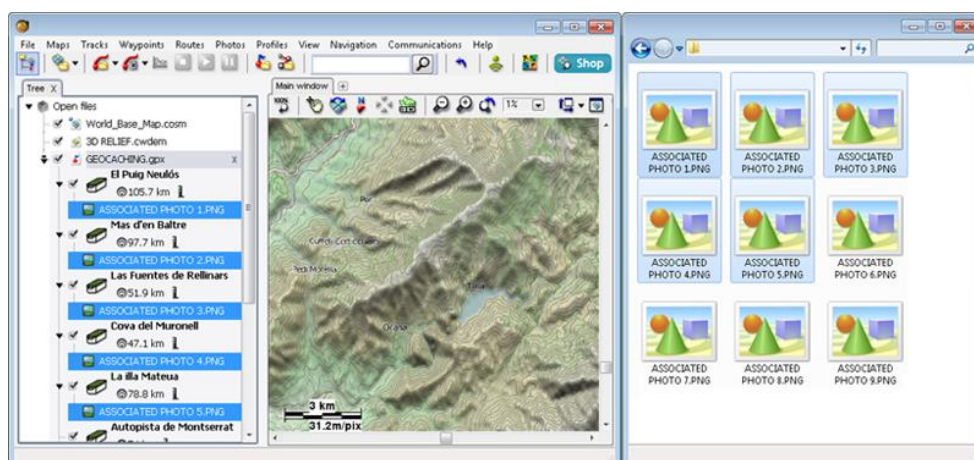 File Maps Tracks Waypoints Routes Photos Profiles View Navigation Communications Help
Shop
Tree X
Main window
Open files
World_Base_Map.cosm
3D RELIEF.cwdem
GEOCACHING.gpx X
El Puig Neulós
105.7 km
ASSOCIATED PHOTO 1.PNG
Mas d'en Baltre
97.7 km
ASSOCIATED PHOTO 2.PNG
Las Fuentes de Rellinars
51.9 km
ASSOCIATED PHOTO 3.PNG
Cova del Muronell
47.1 km
ASSOCIATED PHOTO 4.PNG
La illa Mateua
78.8 km
ASSOCIATED PHOTO 5.PNG
Autopista de Montserrat
100%
1%
3 km
31.2m/pix
ASSOCIATED
PHOTO 1.PNG
ASSOCIATED
PHOTO 2.PNG
ASSOCIATED
PHOTO 3.PNG
ASSOCIATED
PHOTO 4.PNG
ASSOCIATED
PHOTO 5.PNG
ASSOCIATED
PHOTO 6.PNG
ASSOCIATED
PHOTO 7.PNG
ASSOCIATED
PHOTO 8.PNG
ASSOCIATED
PHOTO 9.PNG